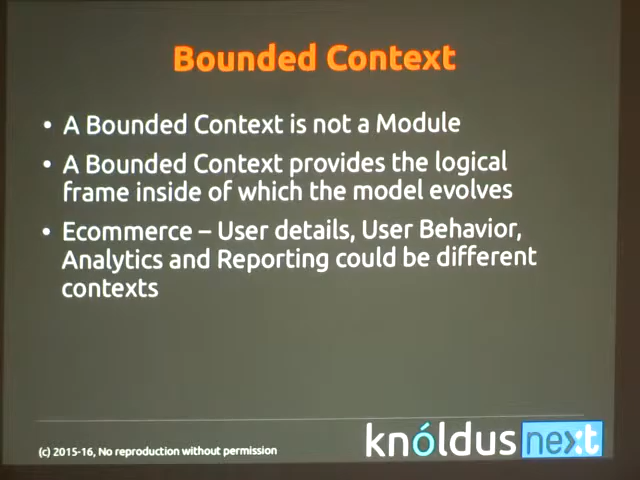 Bounded Context
• A Bounded Context is not a Module
• A Bounded Context provides the logical
frame inside of which the model evolves
• Ecommerce – User details, User Behavior,
Analytics and Reporting could be different
contexts
(c) 2015-16, No reproduction without permission
knóldus next